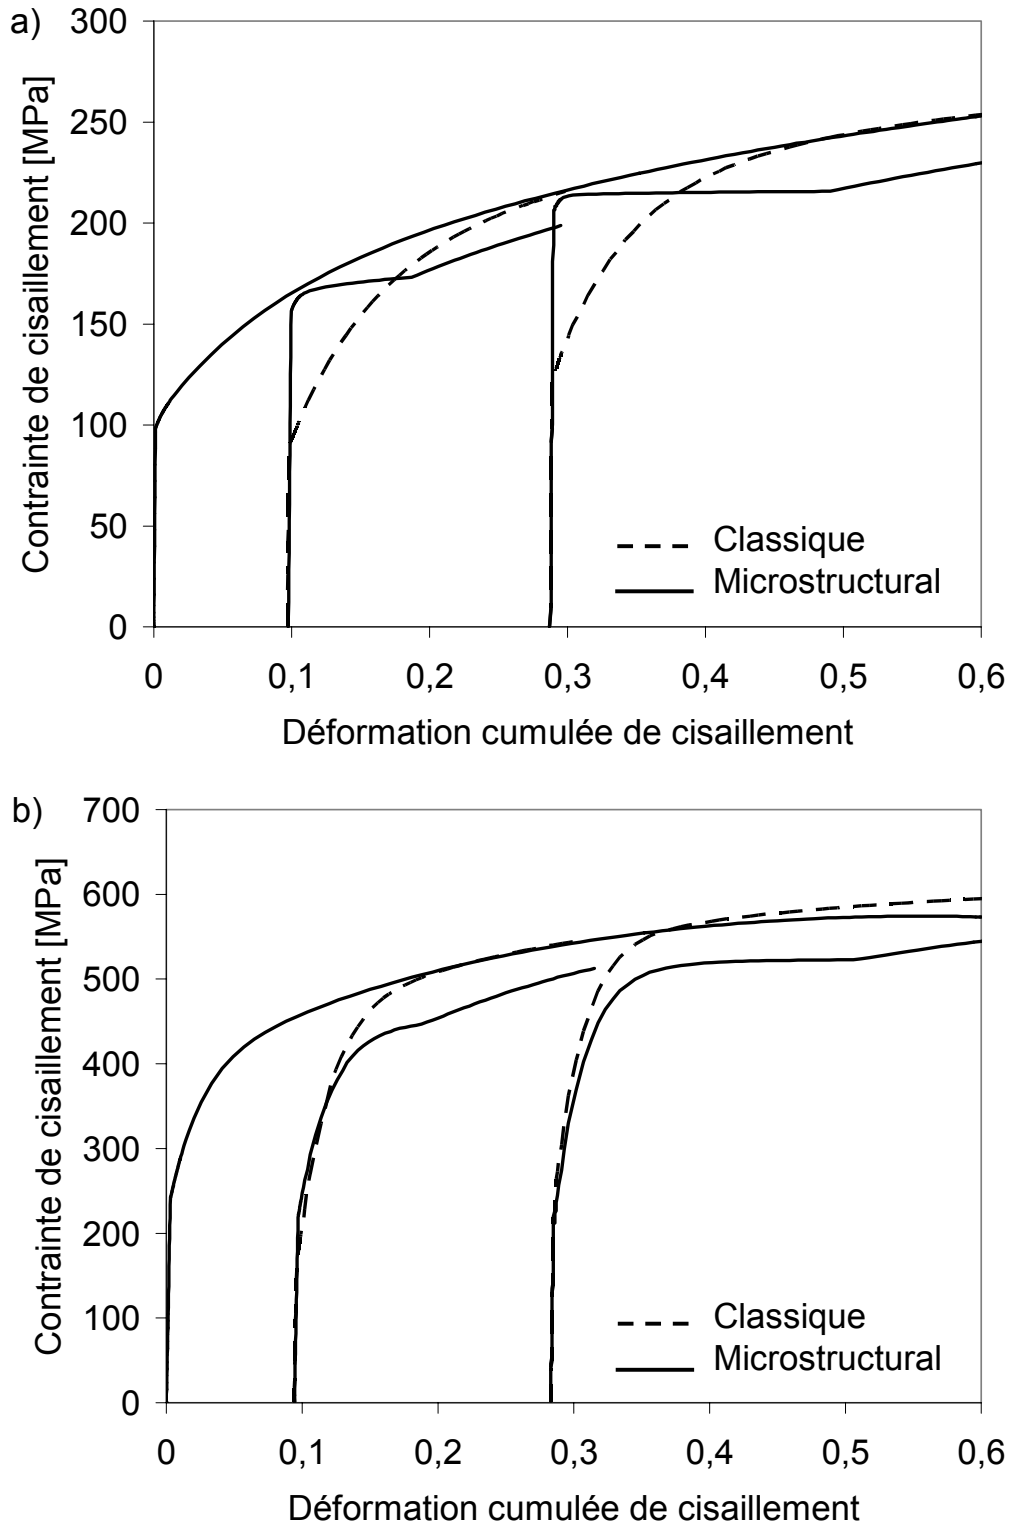 a)
Contrainte de cisaillement [MPa]
300
250
200
150
100
50
0
Classique
Microstructural
0 0,1 0,2 0,3 0,4 0,5 0,6
Déformation cumulée de cisaillement
b)
Contrainte de cisaillement [MPa]
700
600
500
400
300
200
100
0
Classique
Microstructural
0 0,1 0,2 0,3 0,4 0,5 0,6
Déformation cumulée de cisaillement